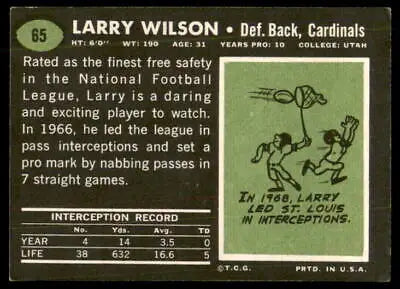 65
LARRY WILSON • Def. Back, Cardinals
HT: 6'0" WT: 190 AGE: 31 YEARS PRO: 10 COLLEGE: UTAH
Rated as the finest free safety
in the National Football
League, Larry is a daring
and exciting player to watch.
In 1966, he led the league in
pass interceptions and set a
pro mark by nabbing passes in
7 straight games.
INTERCEPTION RECORD
No. Yds. Avg. TD
YEAR 4 14 3.5 0
LIFE 38 632 16.6 5
IN 1968, LARRY
LED ST. LOUIS
IN INTERCEPTIONS.
©T.C.G. PRTD. IN U.S.A.